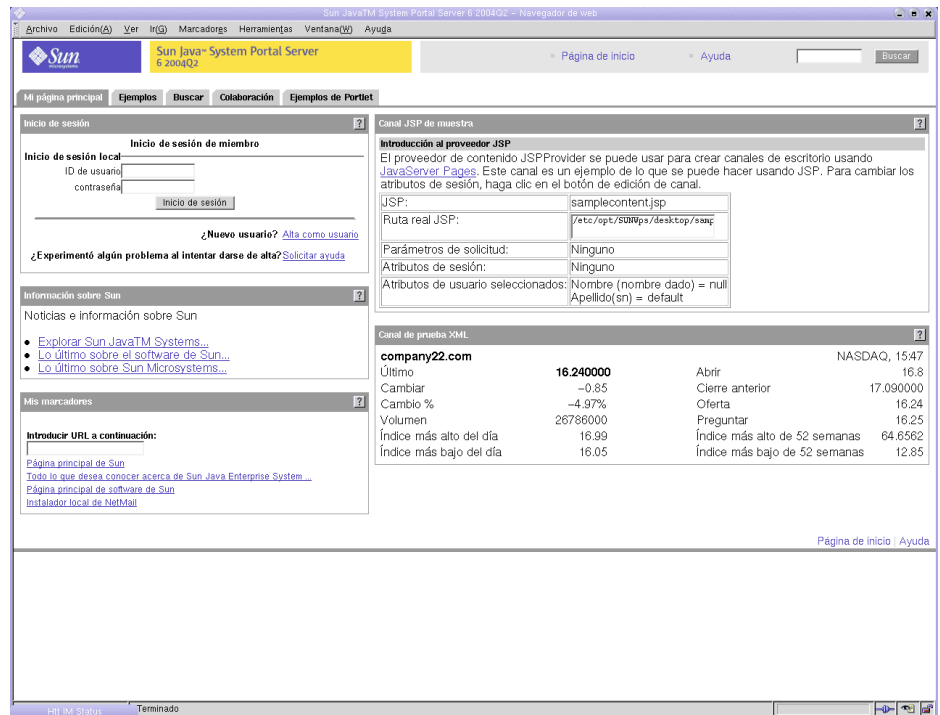 Sun JavaTM System Portal Server 6 2004Q2 – Navegador de web
Archivo Edición(A) Ver Ir(G) Marcadores Herramientas Ventana(W) Ayuda
Sun
microsystems
Sun Java™ System Portal Server
6 2004Q2
Página de inicio Ayuda Buscar
Mi página principal Ejemplos Buscar Colaboración Ejemplos de Portlet
Inicio de sesión ?
Inicio de sesión de miembro
Inicio de sesión local
ID de usuario
contraseña
Inicio de sesión
¿Nuevo usuario? Alta como usuario
¿Experimentó algún problema al intentar darse de alta? Solicitar ayuda
Información sobre Sun ?
Noticias e información sobre Sun
Explorar Sun JavaTM Systems...
Lo último sobre el software de Sun...
Lo último sobre Sun Microsystems...
Mis marcadores ?
Introducir URL a continuación:
Página principal de Sun
Todo lo que desea conocer acerca de Sun Java Enterprise System ...
Página principal de software de Sun
Instalador local de NetMail
Canal JSP de muestra ?
Introducción al proveedor JSP
El proveedor de contenido JSPProvider se puede usar para crear canales de escritorio usando
JavaServer Pages. Este canal es un ejemplo de lo que se puede hacer usando JSP. Para cambiar los
atributos de sesión, haga clic en el botón de edición de canal.
JSP: samplecontent.jsp
Ruta real JSP: /etc/opt/SUNWps/desktop/samp
Parámetros de solicitud: Ninguno
Atributos de sesión: Ninguno
Atributos de usuario seleccionados: Nombre (nombre dado) = null
Apellido(sn) = default
Canal de prueba XML ?
company22.com NASDAQ, 15:47
Último 16.240000 Abrir 16.8
Cambiar –0.85 Cierre anterior 17.090000
Cambio % –4.97% Oferta 16.24
Volumen 26786000 Preguntar 16.25
Índice más alto del día 16.99 Índice más alto de 52 semanas 64.6562
Índice más bajo del día 16.05 Índice más bajo de 52 semanas 12.85
Página de inicio | Ayuda
Htt IM Status Terminado